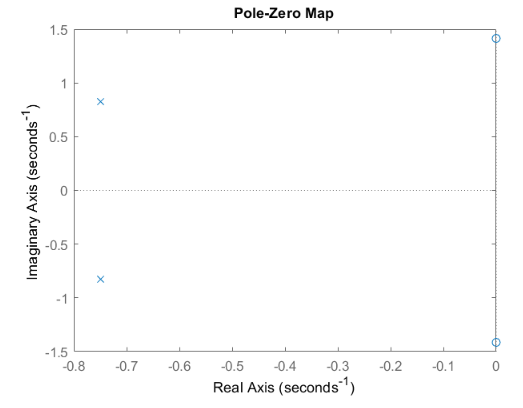 Pole-Zero Map
Imaginary Axis (seconds⁻¹)
1.5
1
0.5
0
-0.5
-1
-1.5
-0.8 -0.7 -0.6 -0.5 -0.4 -0.3 -0.2 -0.1 0
Real Axis (seconds⁻¹)